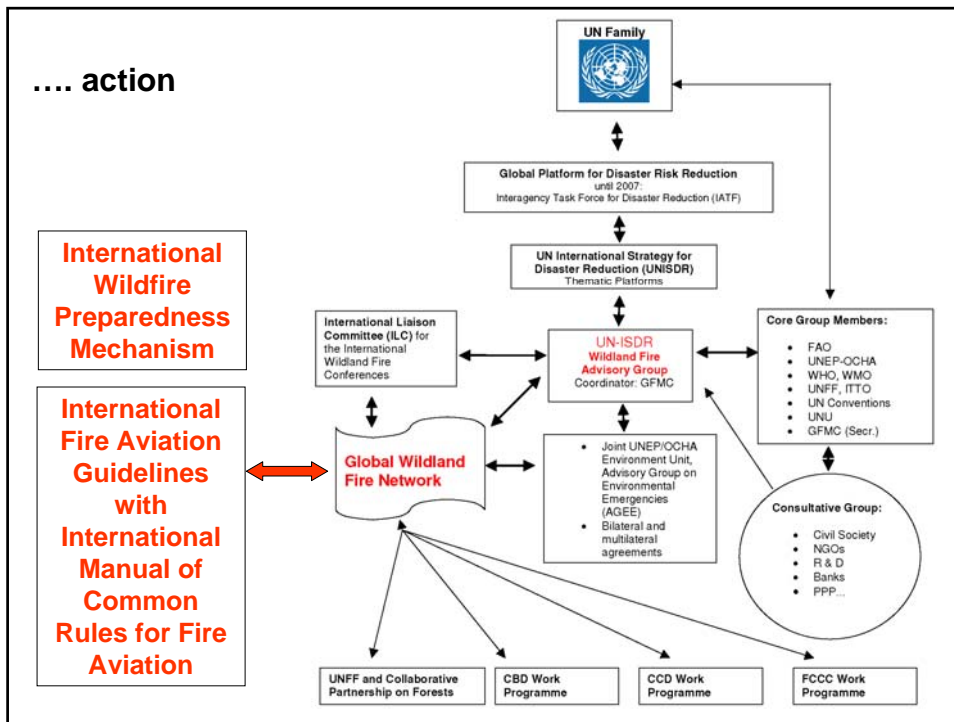 …. action
UN Family
Global Platform for Disaster Risk Reduction
until 2007:
Interagency Task Force for Disaster Reduction (IATF)
UN International Strategy for
Disaster Reduction (UNISDR)
Thematic Platforms
International
Wildfire
Preparedness
Mechanism
International Liaison
Committee (ILC) for
the International
Wildland Fire
Conferences
UN-ISDR
Wildland Fire
Advisory Group
Coordinator: GFMC
Core Group Members:
• FAO
• UNEP-OCHA
• WHO, WMO
• UNFF, ITTO
• UN Conventions
• UNU
• GFMC (Secr.)
International
Fire Aviation
Guidelines
with
International
Manual of
Common
Rules for Fire
Aviation
Global Wildland
Fire Network
• Joint UNEP/OCHA
Environment Unit,
Advisory Group on
Environmental
Emergencies
(AGEE)
• Bilateral and
multilateral
agreements
Consultative Group:
• Civil Society
• NGOs
• R & D
• Banks
• PPP...
UNFF and Collaborative
Partnership on Forests
CBD Work
Programme
CCD Work
Programme
FCCC Work
Programme